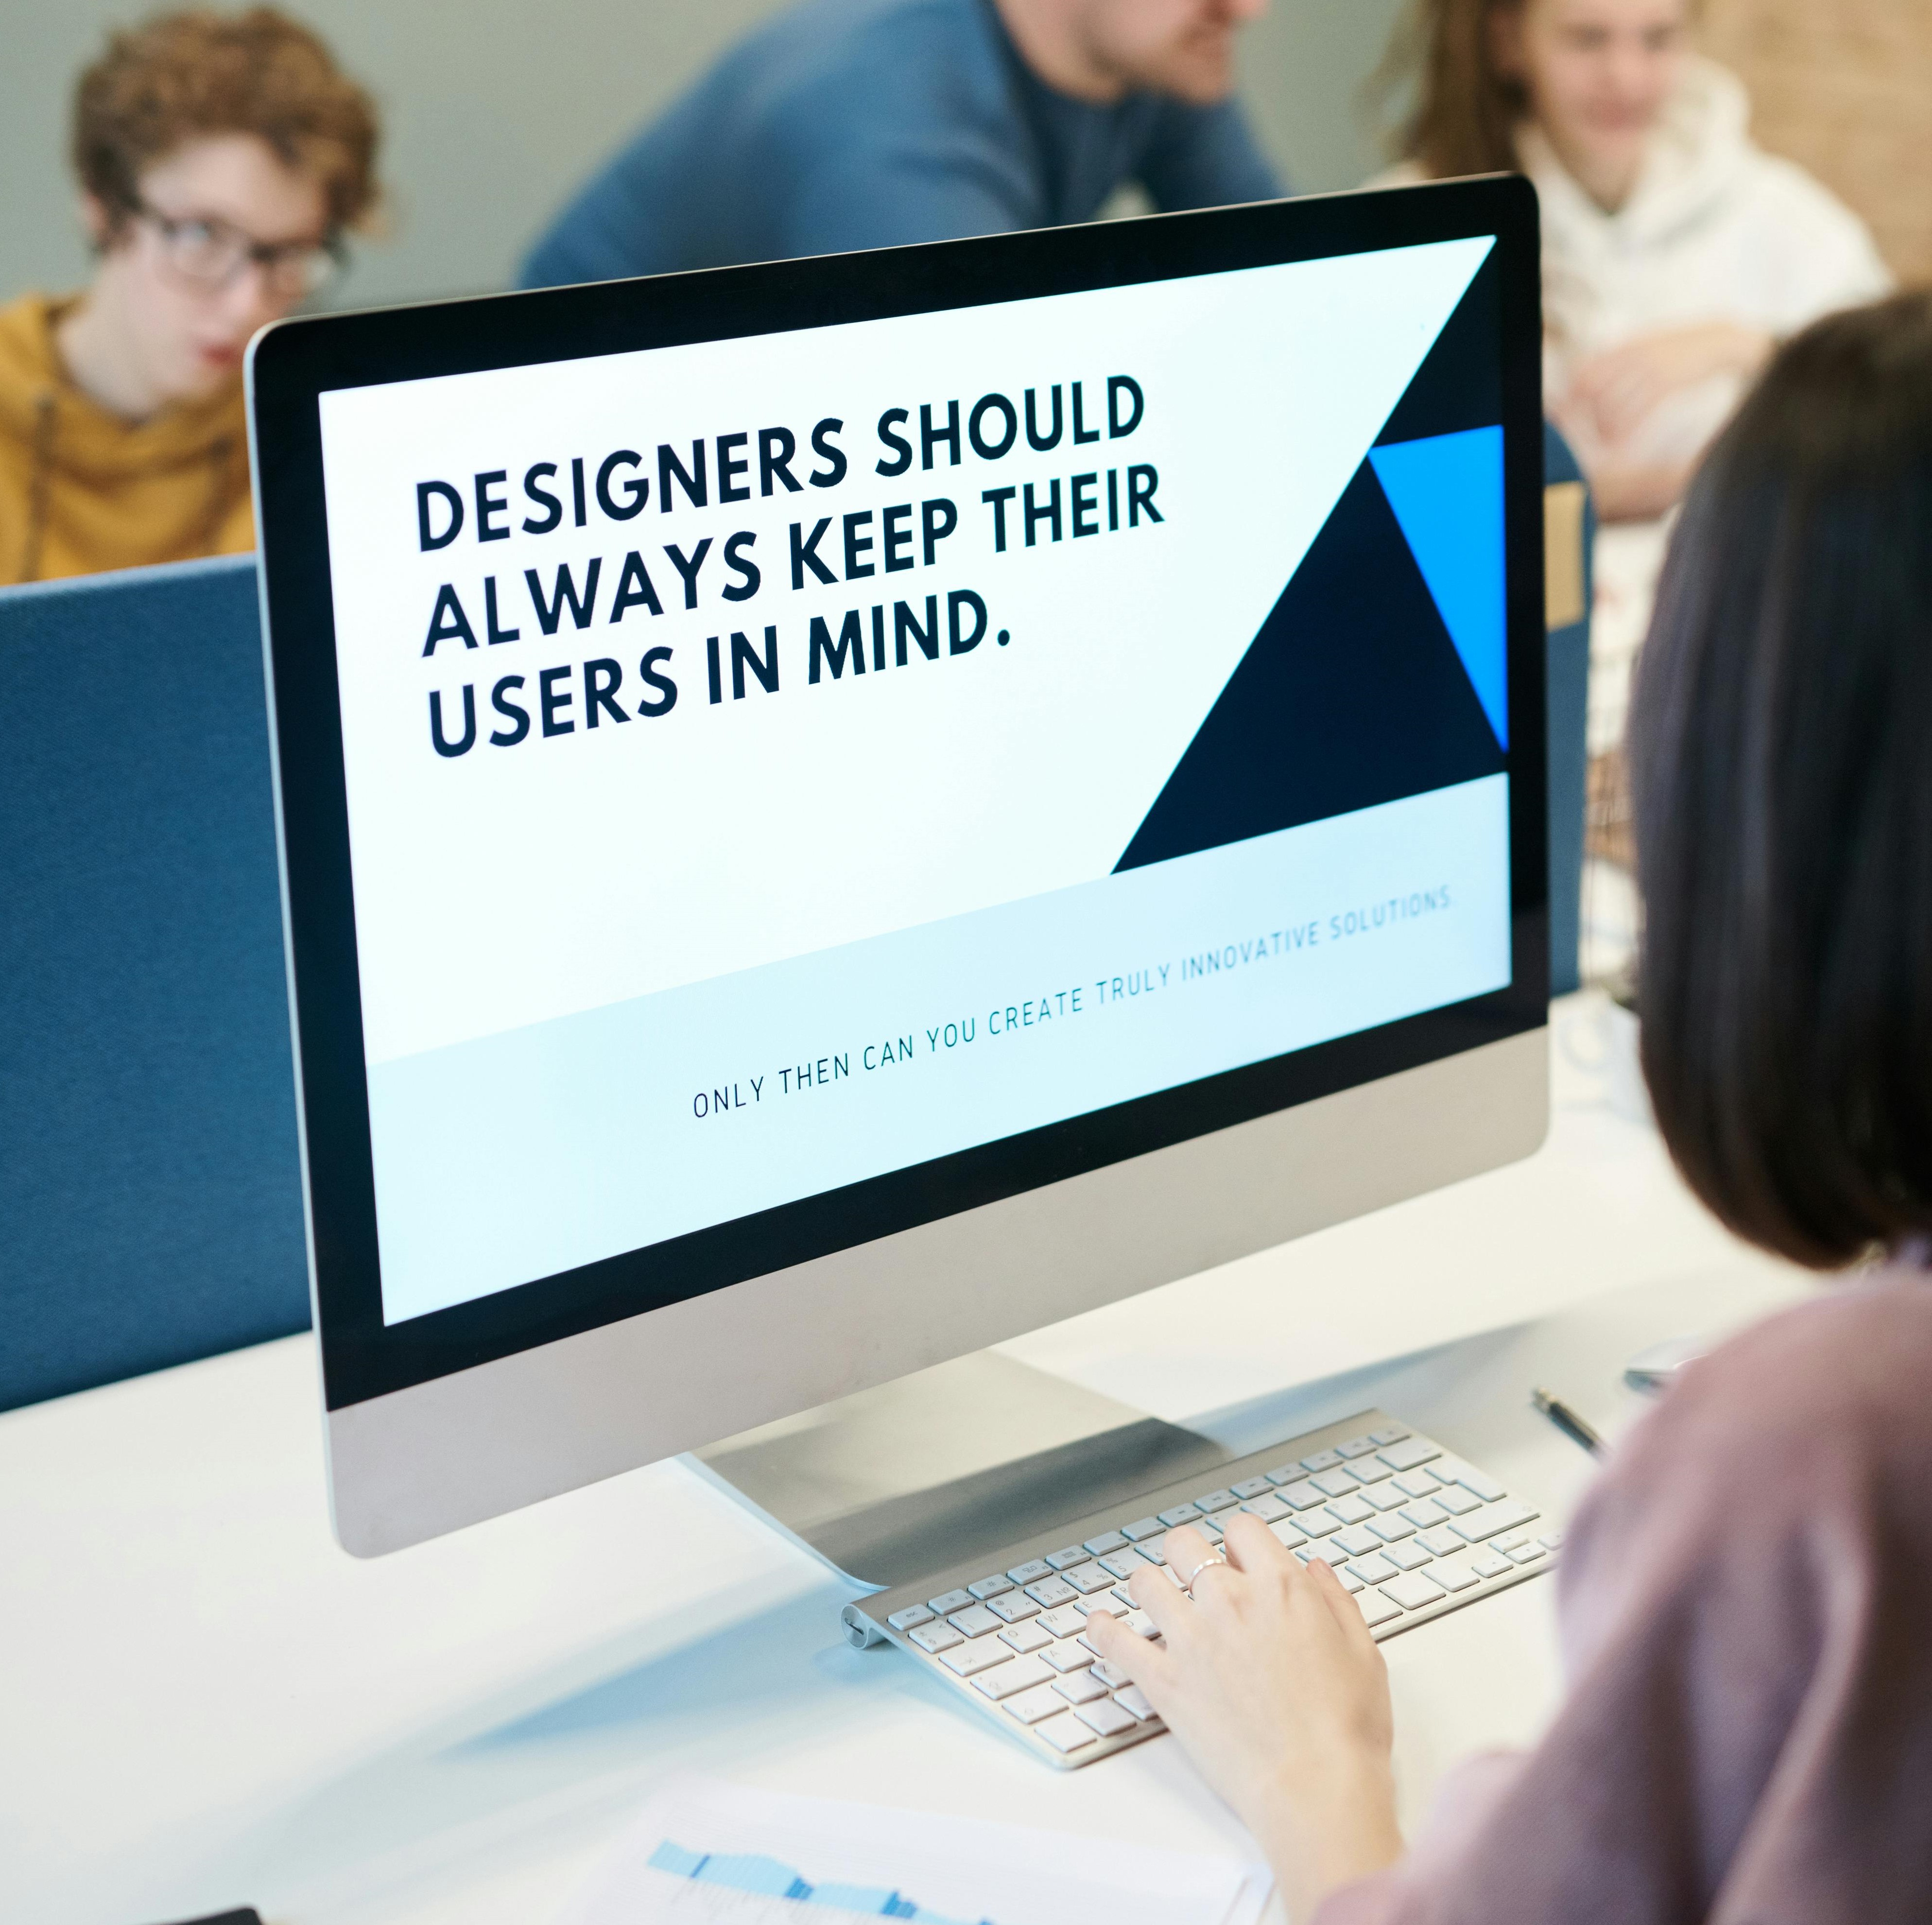 DESIGNERS SHOULD
ALWAYS KEEP THEIR
USERS IN MIND.
ONLY THEN CAN YOU CREATE TRULY INNOVATIVE SOLUTIONS.